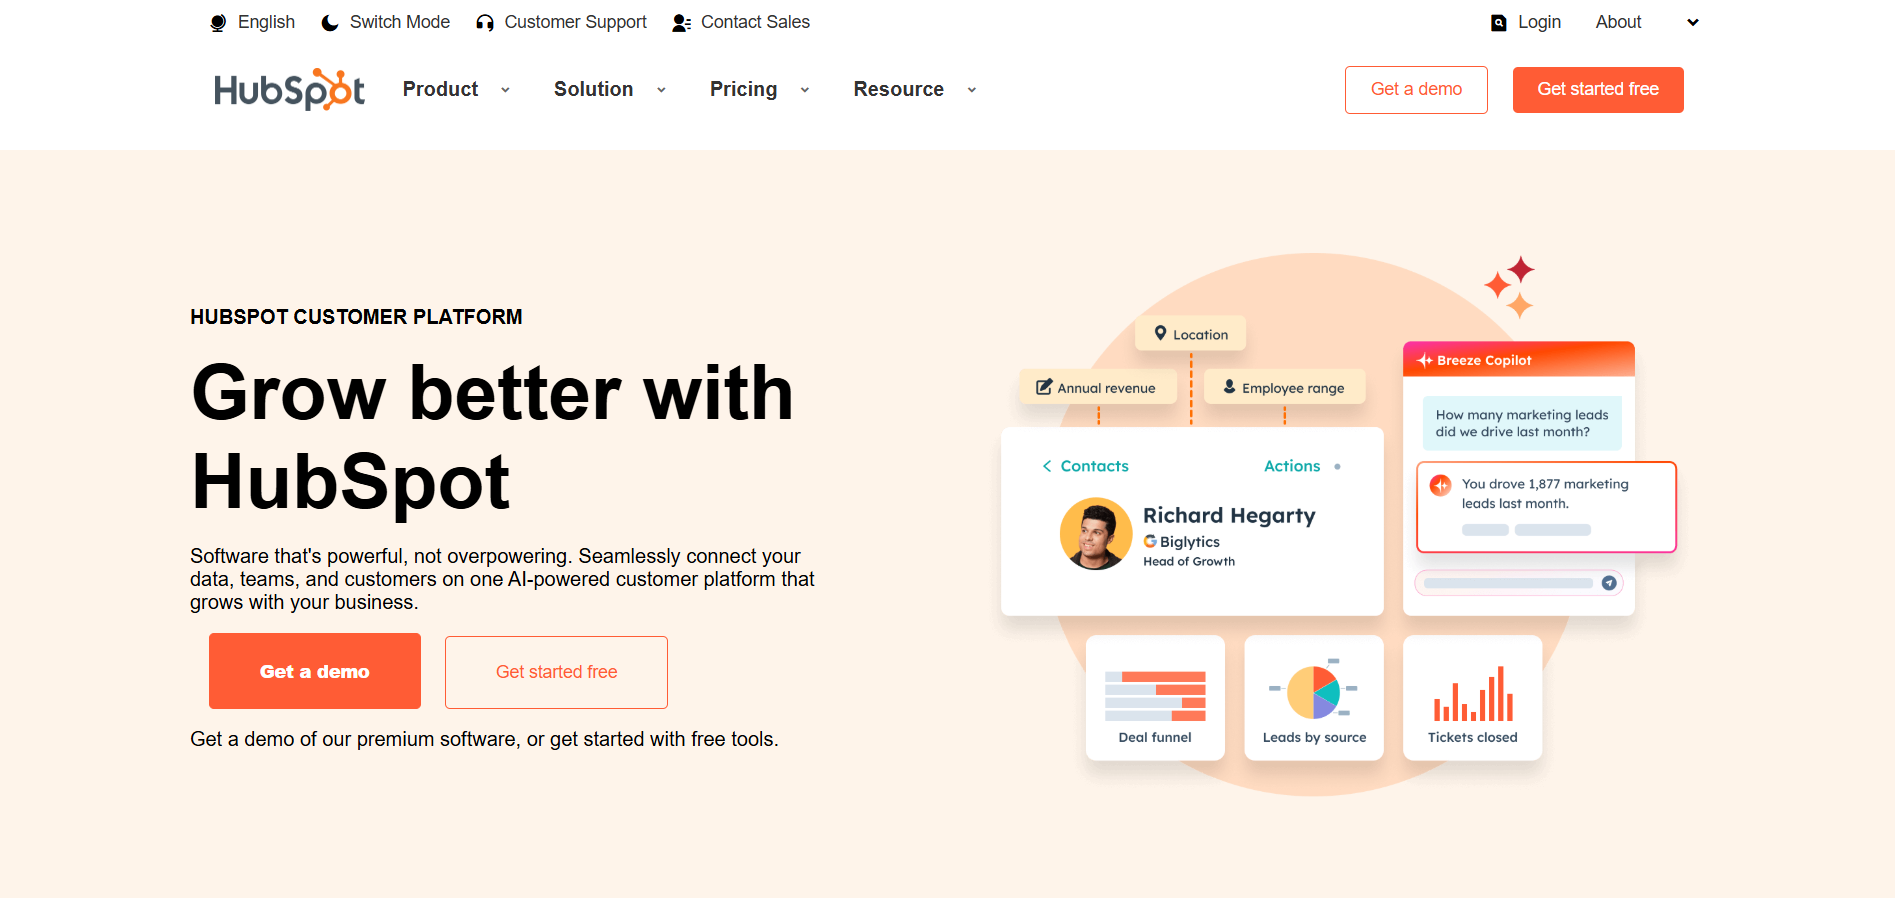 English Switch Mode Customer Support Contact Sales Login About
HubSpot Product Solution Pricing Resource Get a demo Get started free
HUBSPOT CUSTOMER PLATFORM
Grow better with
HubSpot
Software that's powerful, not overpowering. Seamlessly connect your
data, teams, and customers on one AI-powered customer platform that
grows with your business.
Get a demo Get started free
Get a demo of our premium software, or get started with free tools.
Location
Annual revenue Employee range
Contacts Actions
Richard Hegarty
Biglytics
Head of Growth
Breeze Copilot
How many marketing leads
did we drive last month?
You drove 1,877 marketing
leads last month.
Deal funnel Leads by source Tickets closed